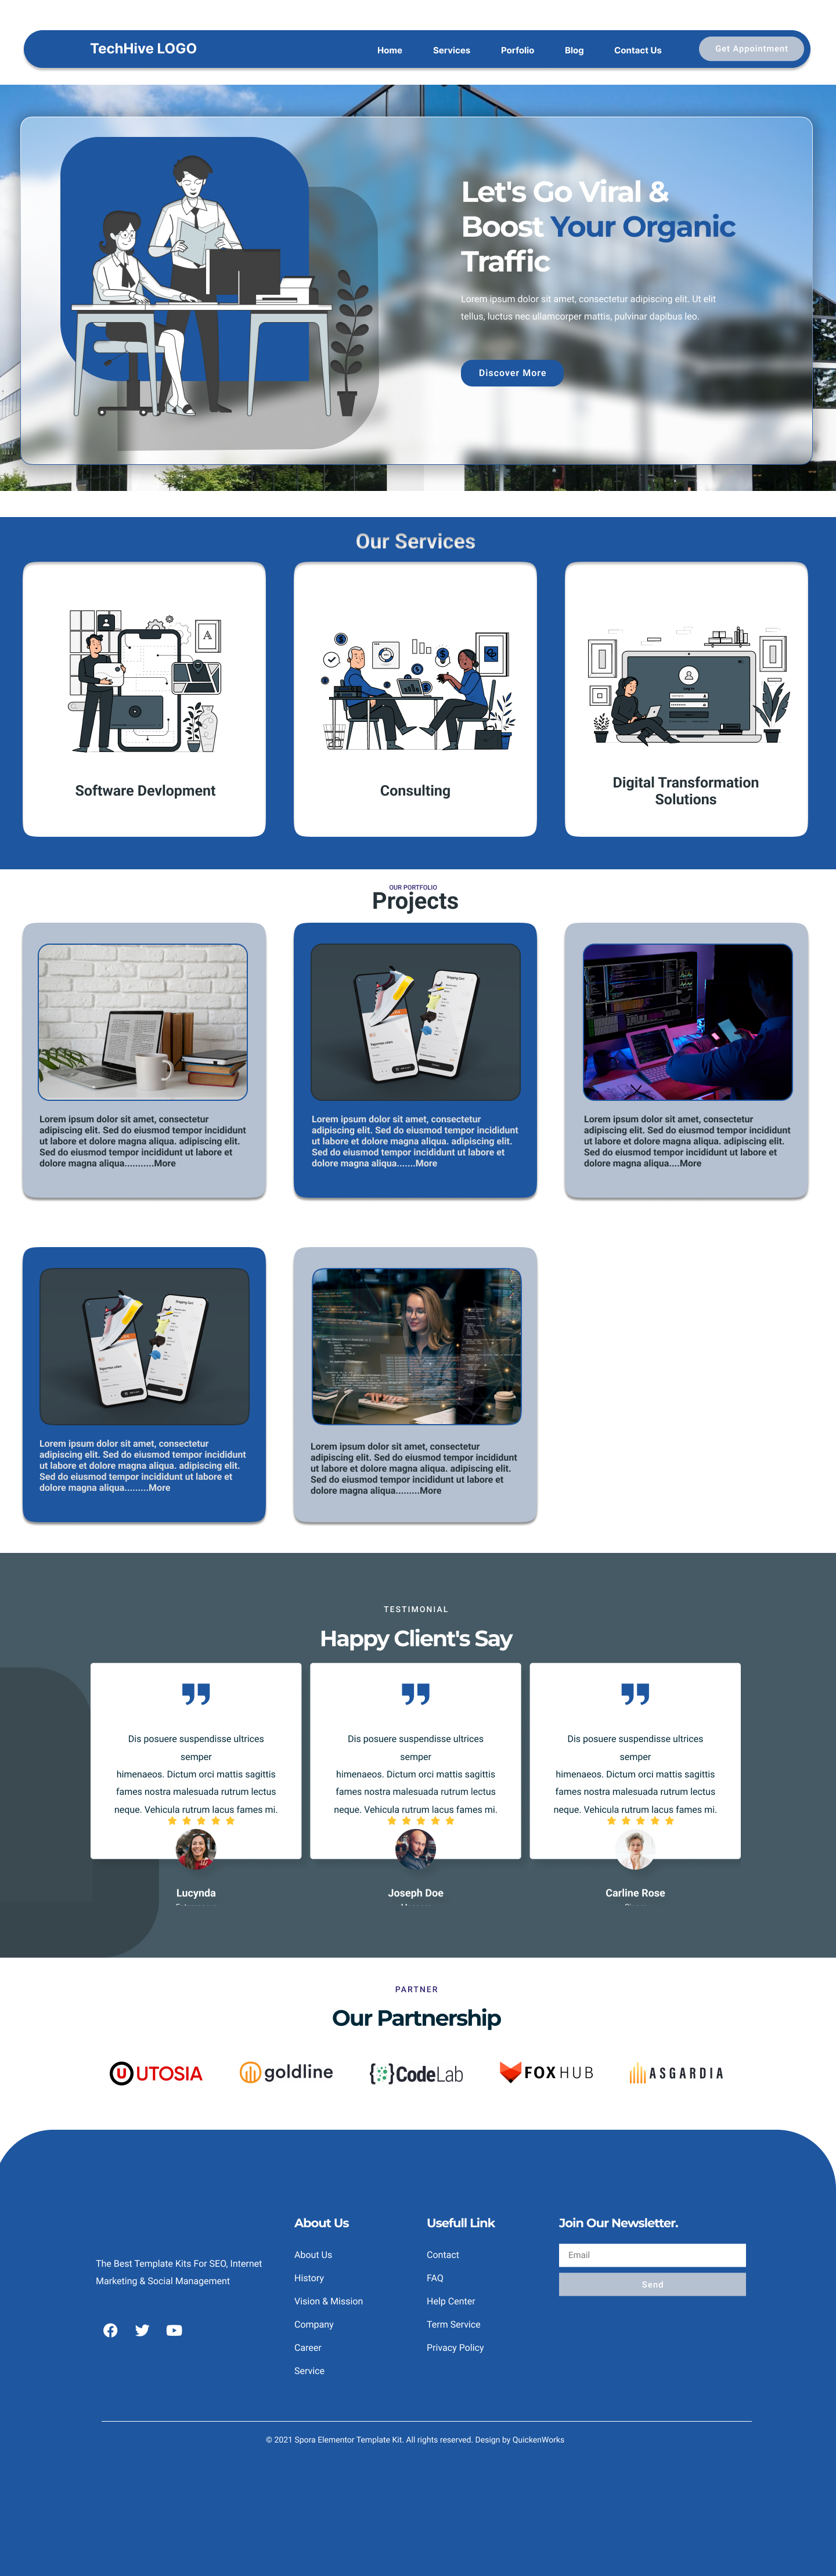 TechHive LOGO
Home
Services
Porfolio
Blog
Contact Us
Get Appointment
Let's Go Viral &
Boost Your Organic
Traffic
Lorem ipsum dolor sit amet, consectetur adipiscing elit. Ut elit
tellus, luctus nec ullamcorper mattis, pulvinar dapibus leo.
Discover More
Our Services
Software Devlopment
Consulting
Digital Transformation
Solutions
OUR PORTFOLIO
Projects
Lorem ipsum dolor sit amet, consectetur
adipiscing elit. Sed do eiusmod tempor incididunt
ut labore et dolore magna aliqua. adipiscing elit.
Sed do eiusmod tempor incididunt ut labore et
dolore magna aliqua...........More
Lorem ipsum dolor sit amet, consectetur
adipiscing elit. Sed do eiusmod tempor incididunt
ut labore et dolore magna aliqua. adipiscing elit.
Sed do eiusmod tempor incididunt ut labore et
dolore magna aliqua.......More
Lorem ipsum dolor sit amet, consectetur
adipiscing elit. Sed do eiusmod tempor incididunt
ut labore et dolore magna aliqua. adipiscing elit.
Sed do eiusmod tempor incididunt ut labore et
dolore magna aliqua....More
Lorem ipsum dolor sit amet, consectetur
adipiscing elit. Sed do eiusmod tempor incididunt
ut labore et dolore magna aliqua. adipiscing elit.
Sed do eiusmod tempor incididunt ut labore et
dolore magna aliqua.........More
Lorem ipsum dolor sit amet, consectetur
adipiscing elit. Sed do eiusmod tempor incididunt
ut labore et dolore magna aliqua. adipiscing elit.
Sed do eiusmod tempor incididunt ut labore et
dolore magna aliqua.........More
TESTIMONIAL
Happy Client's Say
Dis posuere suspendisse ultrices
semper
himenaeos. Dictum orci mattis sagittis
fames nostra malesuada rutrum lectus
neque. Vehicula rutrum lacus fames mi.
Lucynda
Dis posuere suspendisse ultrices
semper
himenaeos. Dictum orci mattis sagittis
fames nostra malesuada rutrum lectus
neque. Vehicula rutrum lacus fames mi.
Joseph Doe
Dis posuere suspendisse ultrices
semper
himenaeos. Dictum orci mattis sagittis
fames nostra malesuada rutrum lectus
neque. Vehicula rutrum lacus fames mi.
Carline Rose
PARTNER
Our Partnership
UTOSIA
goldline
CodeLab
FOXHUB
ASGARDIA
The Best Template Kits For SEO, Internet
Marketing & Social Management
About Us
About Us
History
Vision & Mission
Company
Career
Service
Usefull Link
Contact
FAQ
Help Center
Term Service
Privacy Policy
Join Our Newsletter.
Email
Send
© 2021 Spora Elementor Template Kit. All rights reserved. Design by QuickenWorks